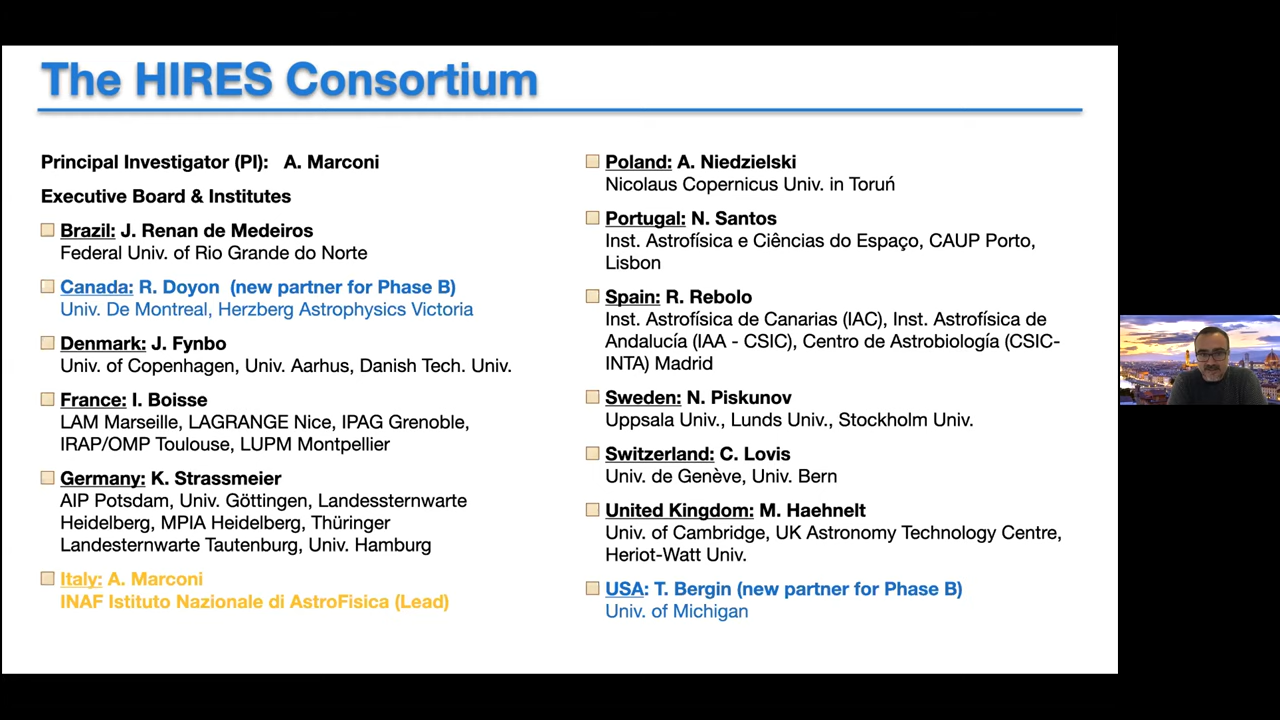 The HIRES Consortium
Principal Investigator (PI): A. Marconi
Executive Board & Institutes
Brazil: J. Renan de Medeiros
Federal Univ. of Rio Grande do Norte
Canada: R. Doyon (new partner for Phase B)
Univ. De Montreal, Herzberg Astrophysics Victoria
Denmark: J. Fynbo
Univ. of Copenhagen, Univ. Aarhus, Danish Tech. Univ.
France: I. Boisse
LAM Marseille, LAGRANGE Nice, IPAG Grenoble,
IRAP/OMP Toulouse, LUPM Montpellier
Germany: K. Strassmeier
AIP Potsdam, Univ. Göttingen, Landessternwarte
Heidelberg, MPIA Heidelberg, Thüringer
Landesternwarte Tautenburg, Univ. Hamburg
Italy: A. Marconi
INAF Istituto Nazionale di AstroFisica (Lead)
Poland: A. Niedzielski
Nicolaus Copernicus Univ. in Toruń
Portugal: N. Santos
Inst. Astrofísica e Ciências do Espaço, CAUP Porto,
Lisbon
Spain: R. Rebolo
Inst. Astrofísica de Canarias (IAC), Inst. Astrofísica de
Andalucía (IAA - CSIC), Centro de Astrobiología (CSIC-
INTA) Madrid
Sweden: N. Piskunov
Uppsala Univ., Lunds Univ., Stockholm Univ.
Switzerland: C. Lovis
Univ. de Genève, Univ. Bern
United Kingdom: M. Haehnelt
Univ. of Cambridge, UK Astronomy Technology Centre,
Heriot-Watt Univ.
USA: T. Bergin (new partner for Phase B)
Univ. of Michigan